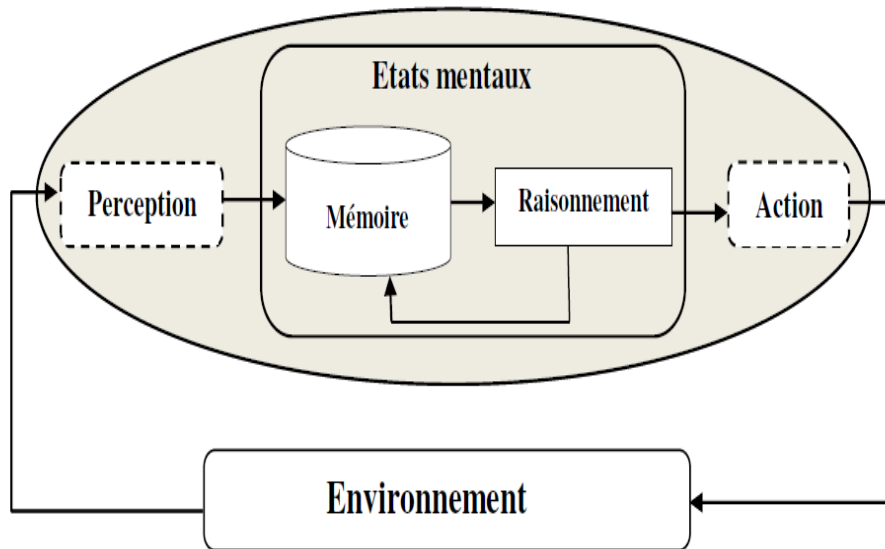 Etats mentaux
Perception
Mémoire
Raisonnement
Action
Environnement